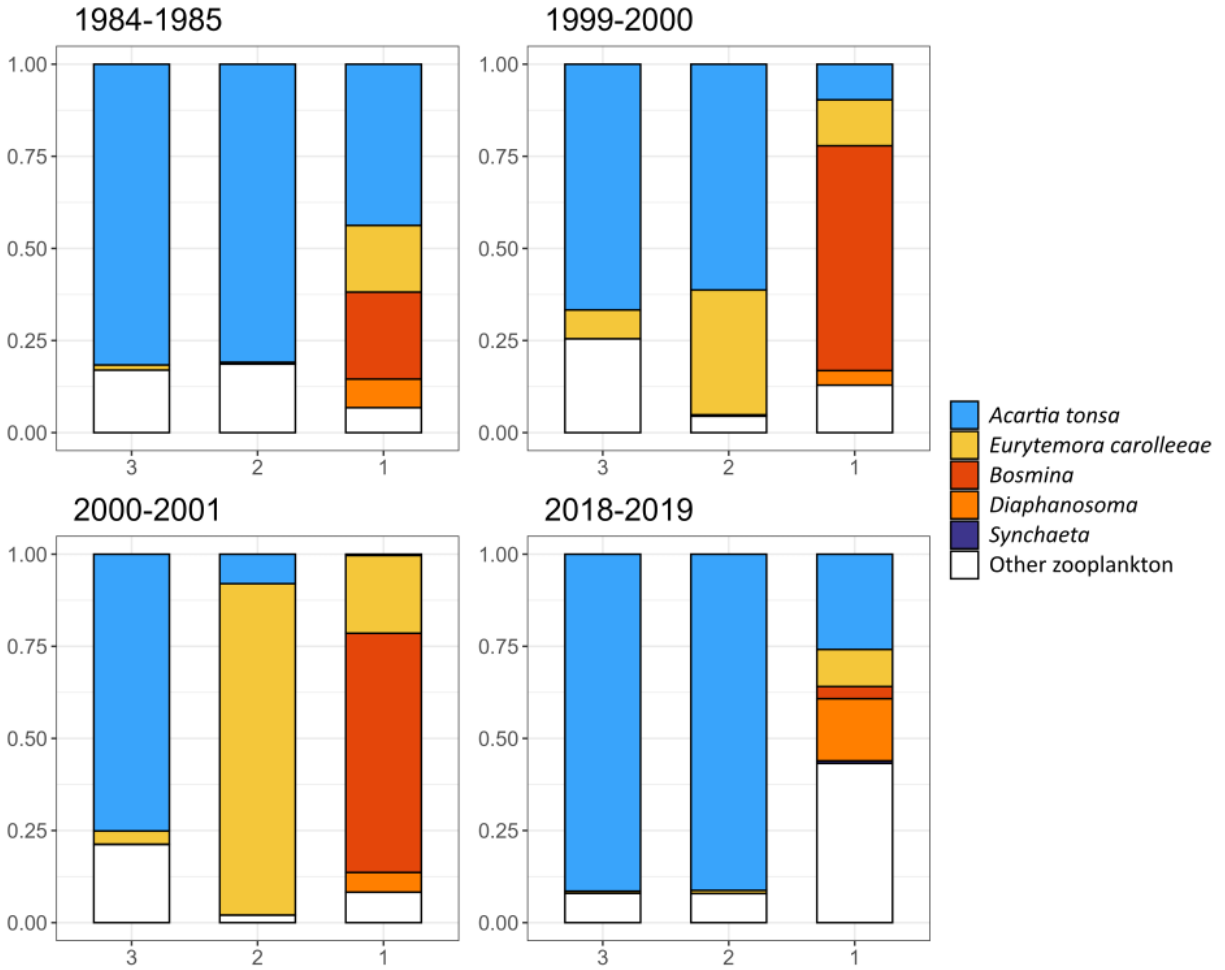 1984-1985
1.00
0.75
0.50
0.25
0.00
3 2 1
1999-2000
1.00
0.75
0.50
0.25
0.00
3 2 1
2000-2001
1.00
0.75
0.50
0.25
0.00
3 2 1
2018-2019
1.00
0.75
0.50
0.25
0.00
3 2 1
Acartia tonsa
Eurytemora carolleeae
Bosmina
Diaphanosoma
Synchaeta
Other zooplankton